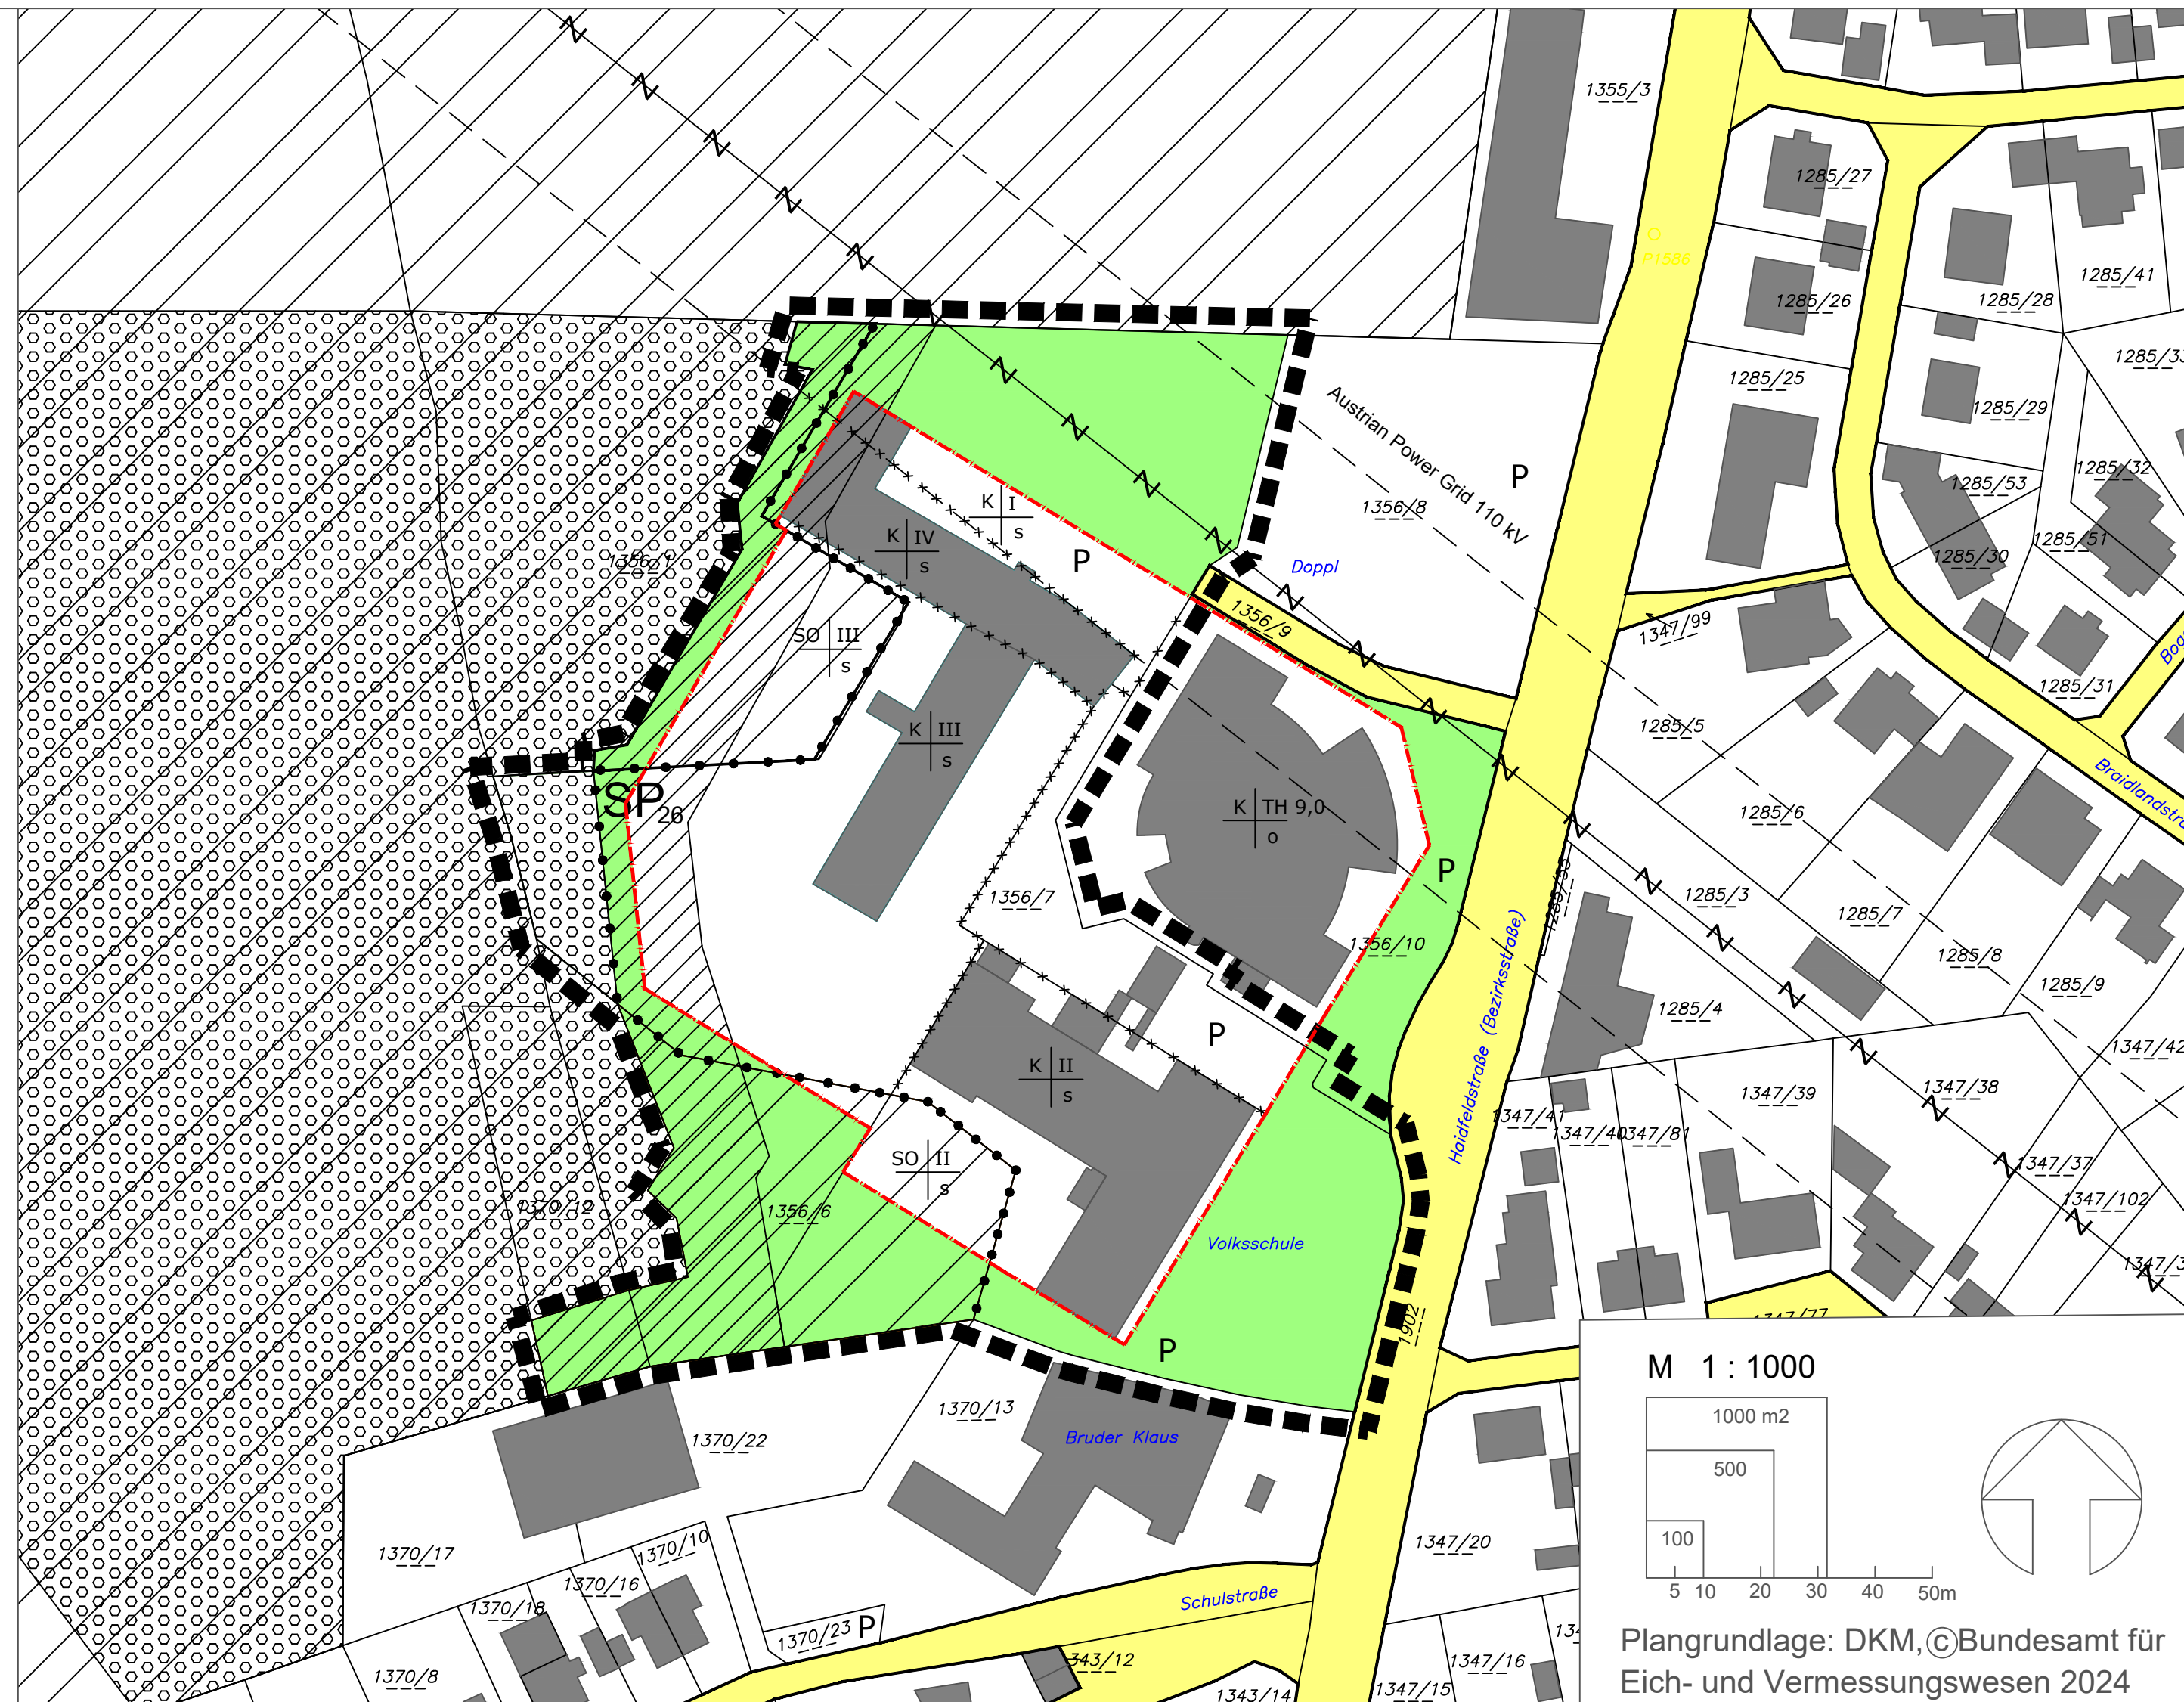 1355/3
1285/27
P1586
1285/41
1285/26
1285/28
1285/25
1285/29
Austrian Power Grid 110 kV
P
1285/32
1285/53
K I
s
1356/8
K IV
s
P
1285/51
1285/30
Doppl
1356/9
1347/99
SO III
s
1285/31
K III
s
1285/5
Braidlandstr
SP26
K TH 9,0
o
1285/6
P
1356/7
1285/3
1285/7
1356/10
1285/8
1285/9
Haidfeldstraße (Bezirksstraße)
1285/4
P
K II
s
1347/42
1347/38
1347/39
1347/41
1347/40
1347/81
SO II
s
1347/37
1347/102
1370/12
1356/6
Volksschule
1902
P
M 1 : 1000
1370/13
1000 m2
1370/22
Bruder Klaus
500
100
1347/20
1370/17
1370/10
1370/16
5 10 20 30 40 50m
Schulstraße
1370/18
1370/23 P
Plangrundlage: DKM,©Bundesamt für
1347/16
1370/8
Eich- und Vermessungswesen 2024
1343/14
1347/15